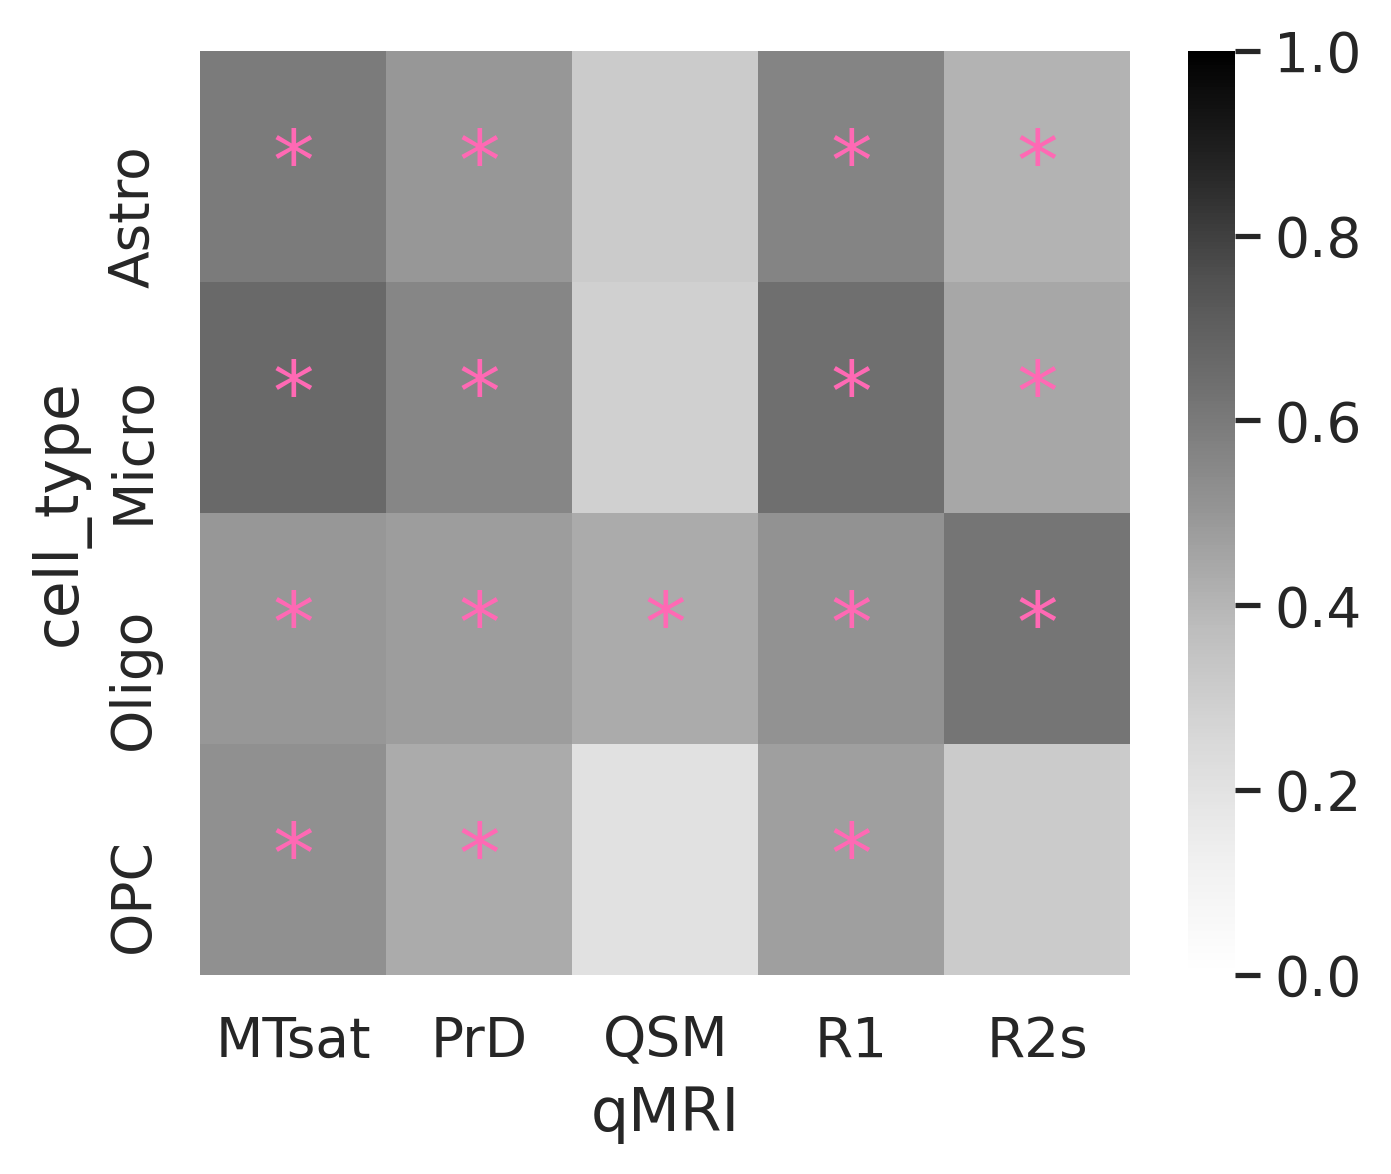 cell_type
Astro
Micro
Oligo
OPC
* * * *
* * * *
* * * * *
* * *
MTsat PrD QSM R1 R2s
qMRI
1.0
0.8
0.6
0.4
0.2
0.0